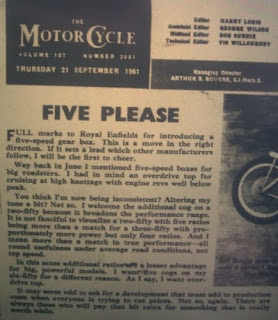 THE
MOTOR CYCLE
VOLUME 107 NUMBER 3041
THURSDAY 21 SEPTEMBER 1961
Editor HARRY LOUIS
Assistant Editor GEORGE WILSON
Midland Editor BOB CURRIE
Technical Editor VIC WILLOUGHBY
Managing Director
ARTHUR B. BOURNE, C.I.Mech.E.
FIVE PLEASE
FULL marks to Royal Enfields for introducing a
five-speed gear box. This is a move in the right
direction. If it sets a lead which other manufacturers
follow, I will be the first to cheer.
Way back in June I mentioned five-speed boxes for
big roadsters. I had in mind an overdrive top for
cruising at high knottage with engine revs well below
peak.
You think I'm now being inconsistent? Altering my
tune a bit? Not so. I welcome the additional cog on a
two-fifty because it broadens the performance range.
It is not fanciful to visualize a two-fifty with five ratios
being more than a match for a three-fifty with pro-
portionately more power but only four ratios. And I
mean more than a match in true performance—all
round usefulness under average road conditions, not
top speed.
In this sense additional ratios are a lesser advantage
for big, powerful models. I want five cogs on my
six-fifty for a different reason. As I say, I want over-
drive top.
It may seem odd to ask for a development that must add to production
costs when everyone is trying to cut prices. Not so, again. There are
always those who will pay that bit extra for something that is really
worth while.